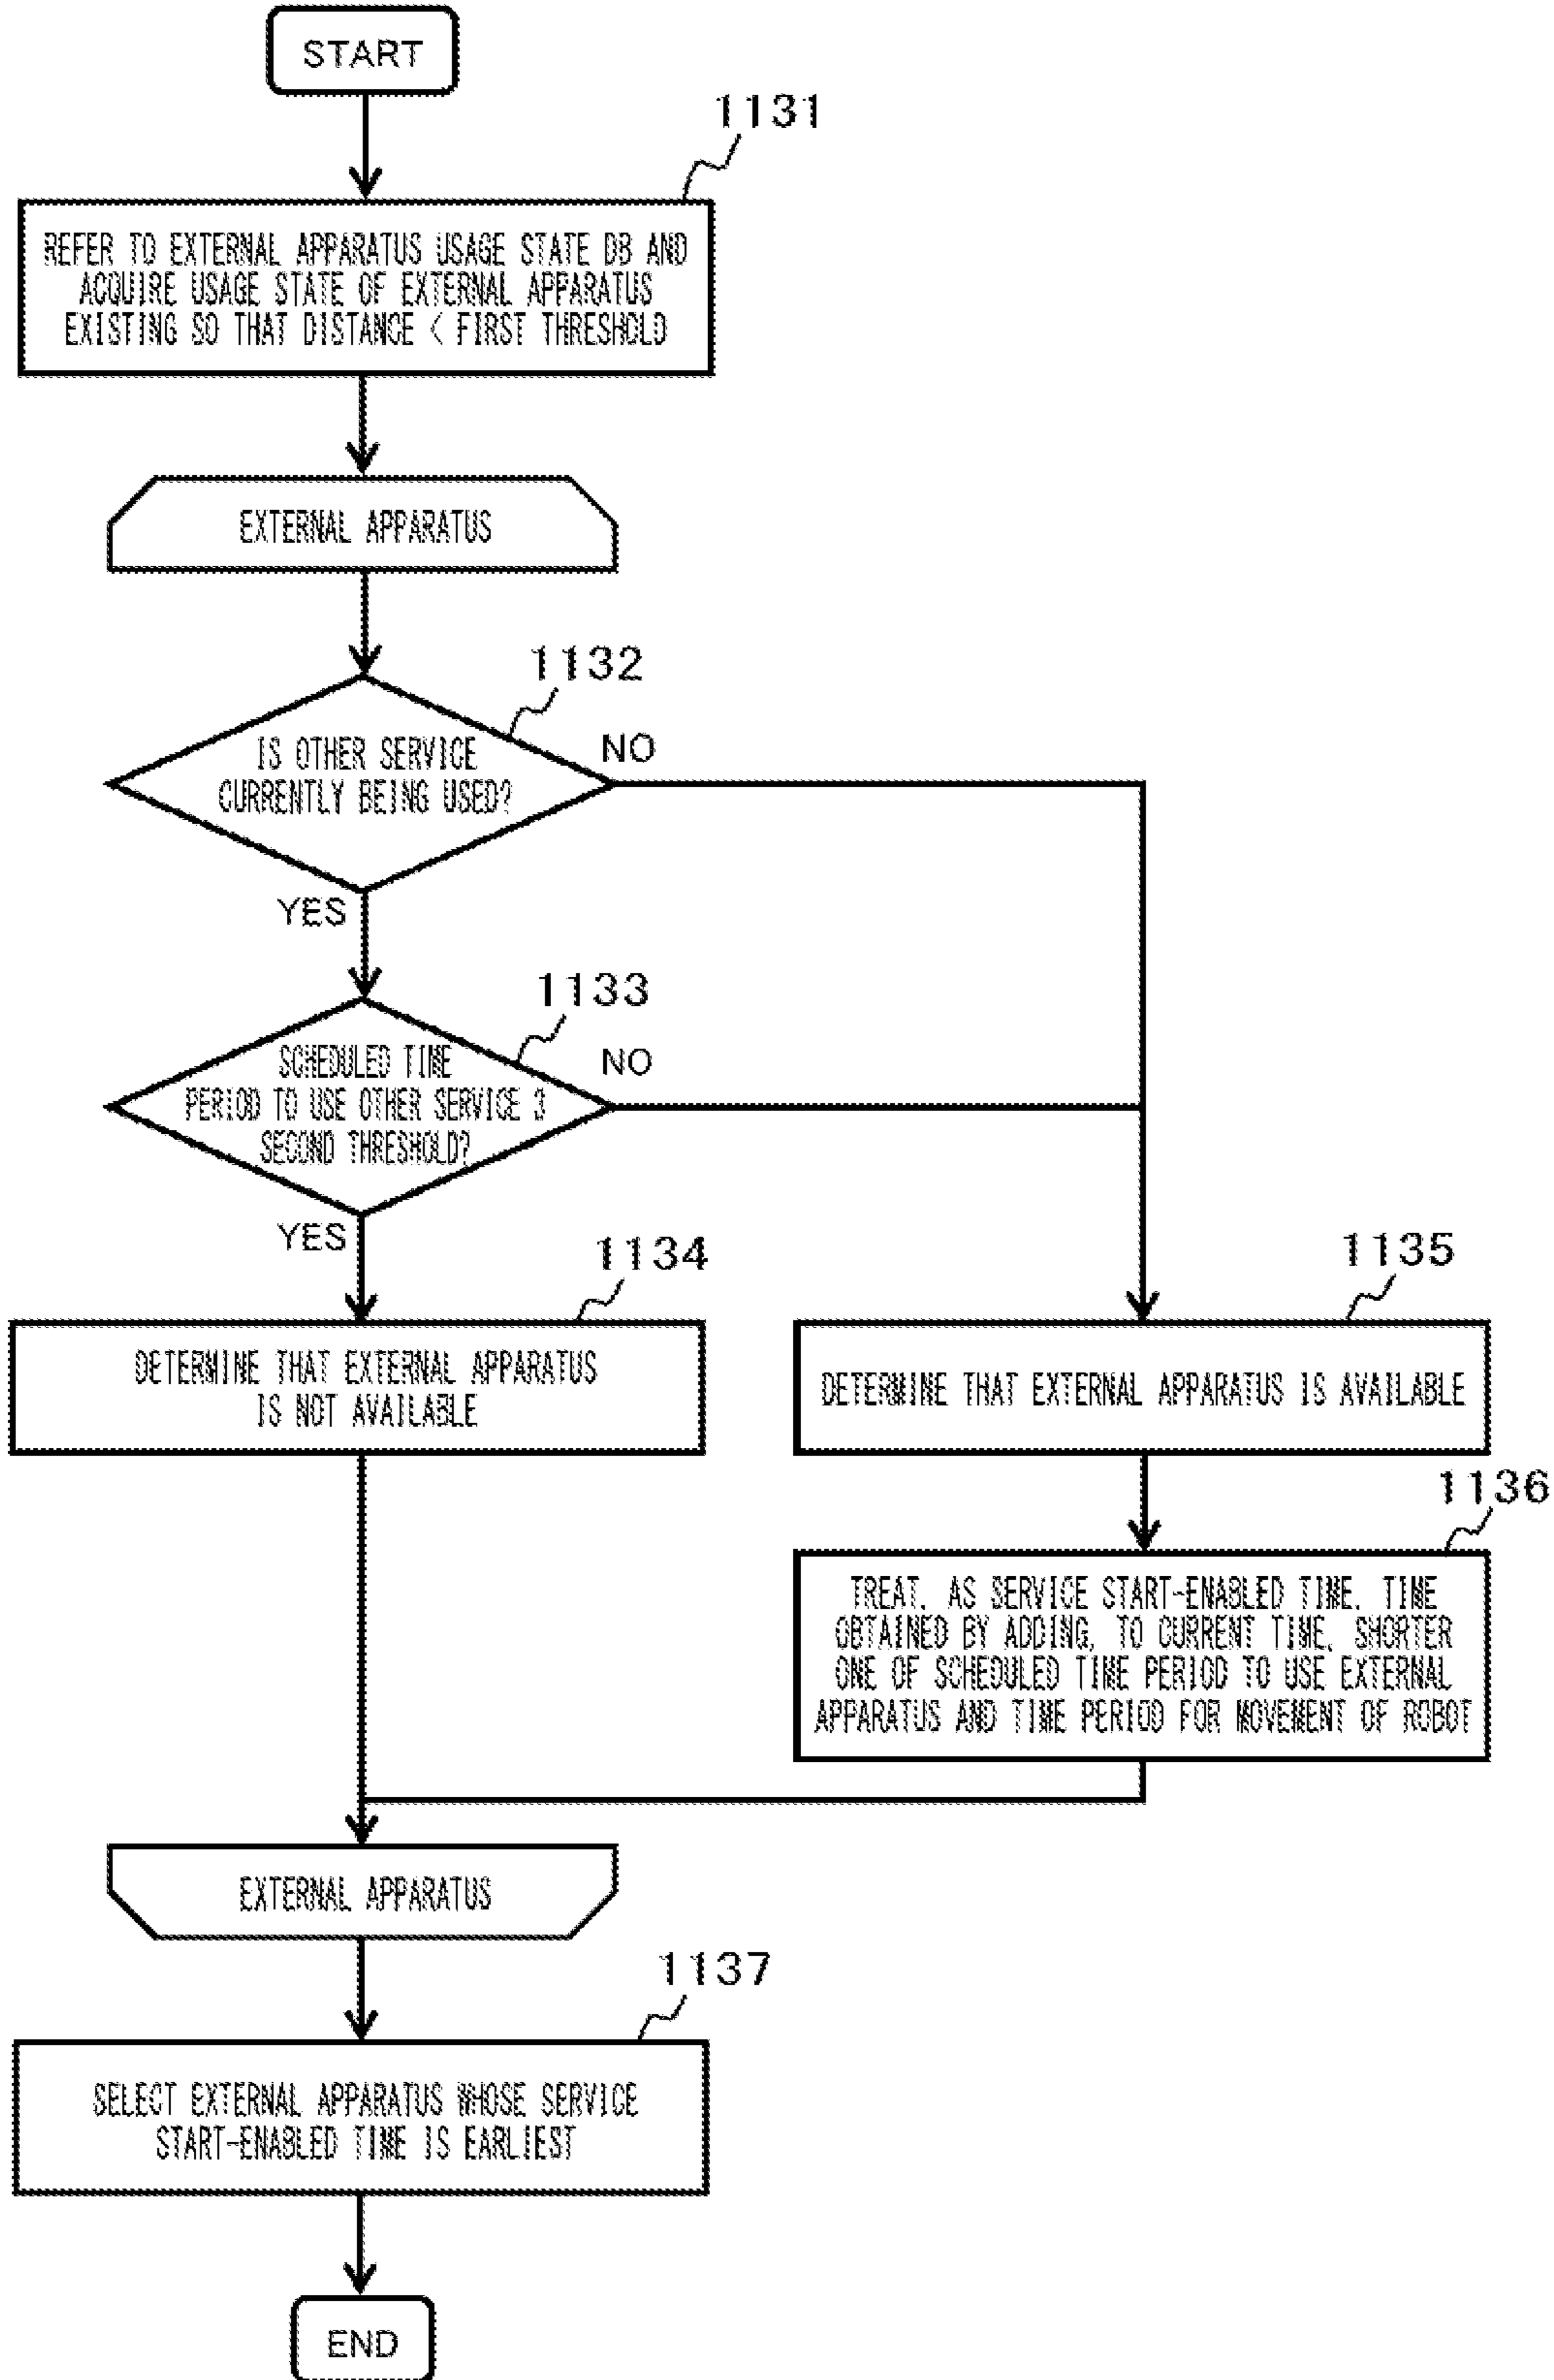 START
1131
REFER TO EXTERNAL APPARATUS USAGE STATE DB AND
ACQUIRE USAGE STATE OF EXTERNAL APPARATUS
EXISTING SO THAT DISTANCE < FIRST THRESHOLD
EXTERNAL APPARATUS
1132
IS OTHER SERVICE
CURRENTLY BEING USED?
NO
YES
1133
SCHEDULED TIME
PERIOD TO USE OTHER SERVICE 3
SECOND THRESHOLD?
NO
YES
1134
DETERMINE THAT EXTERNAL APPARATUS
IS NOT AVAILABLE
1135
DETERMINE THAT EXTERNAL APPARATUS IS AVAILABLE
1136
TREAT, AS SERVICE START-ENABLED TIME, TIME
OBTAINED BY ADDING, TO CURRENT TIME, SHORTER
ONE OF SCHEDULED TIME PERIOD TO USE EXTERNAL
APPARATUS AND TIME PERIOD FOR MOVEMENT OF ROBOT
EXTERNAL APPARATUS
1137
SELECT EXTERNAL APPARATUS WHOSE SERVICE
START-ENABLED TIME IS EARLIEST
END